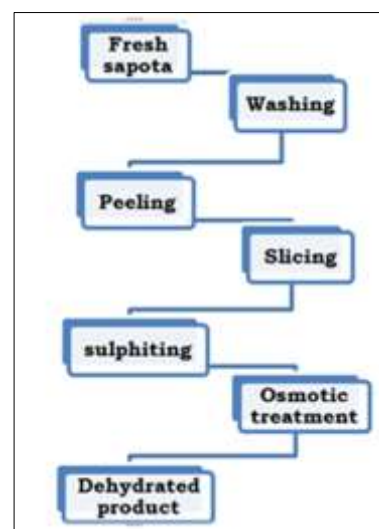 Fresh
sapota
Washing
Peeling
Slicing
sulphiting
Osmotic
treatment
Dehydrated
product